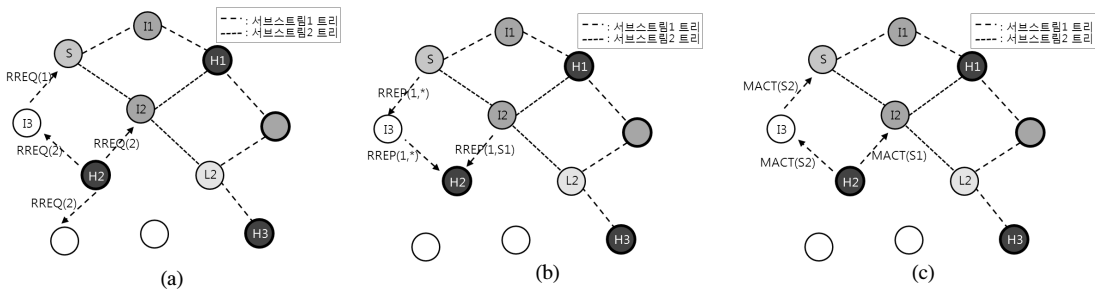 I1
: 서브스트림1 트리
: 서브스트림2 트리
S
H1
RREQ(1)
I2
I3
RREQ(2)
RREQ(2)
H2
L2
RREQ(2)
H3
(a)
I1
: 서브스트림1 트리
: 서브스트림2 트리
S
H1
RREP(1,*)
I2
I3
RREP(1,*)
RREP(1,S1)
H2
L2
H3
(b)
I1
: 서브스트림1 트리
: 서브스트림2 트리
S
H1
MACT(S2)
I2
I3
MACT(S2)
MACT(S1)
H2
L2
H3
(c)